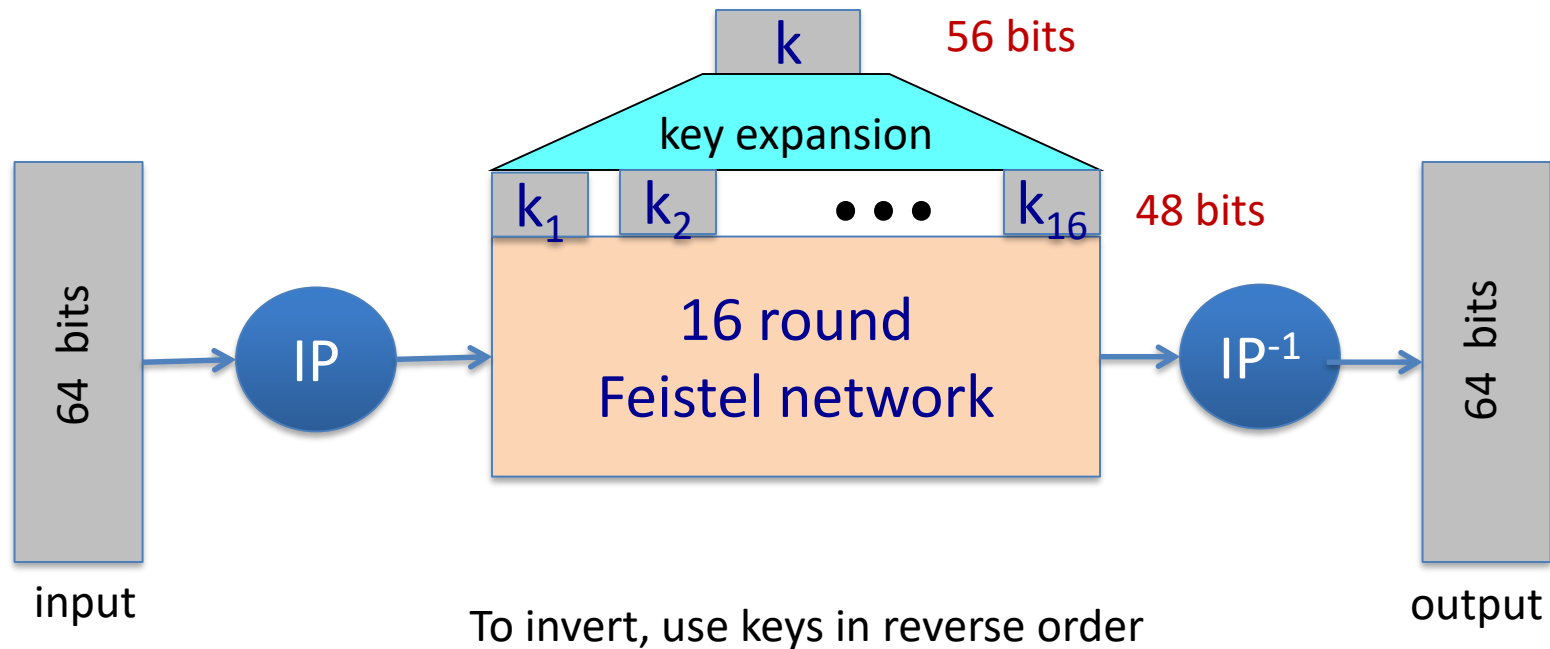 k
56 bits
key expansion
k₁
k₂
•••
k₁₆
48 bits
64 bits
IP
16 round
Feistel network
IP⁻¹
64 bits
input
output
To invert, use keys in reverse order